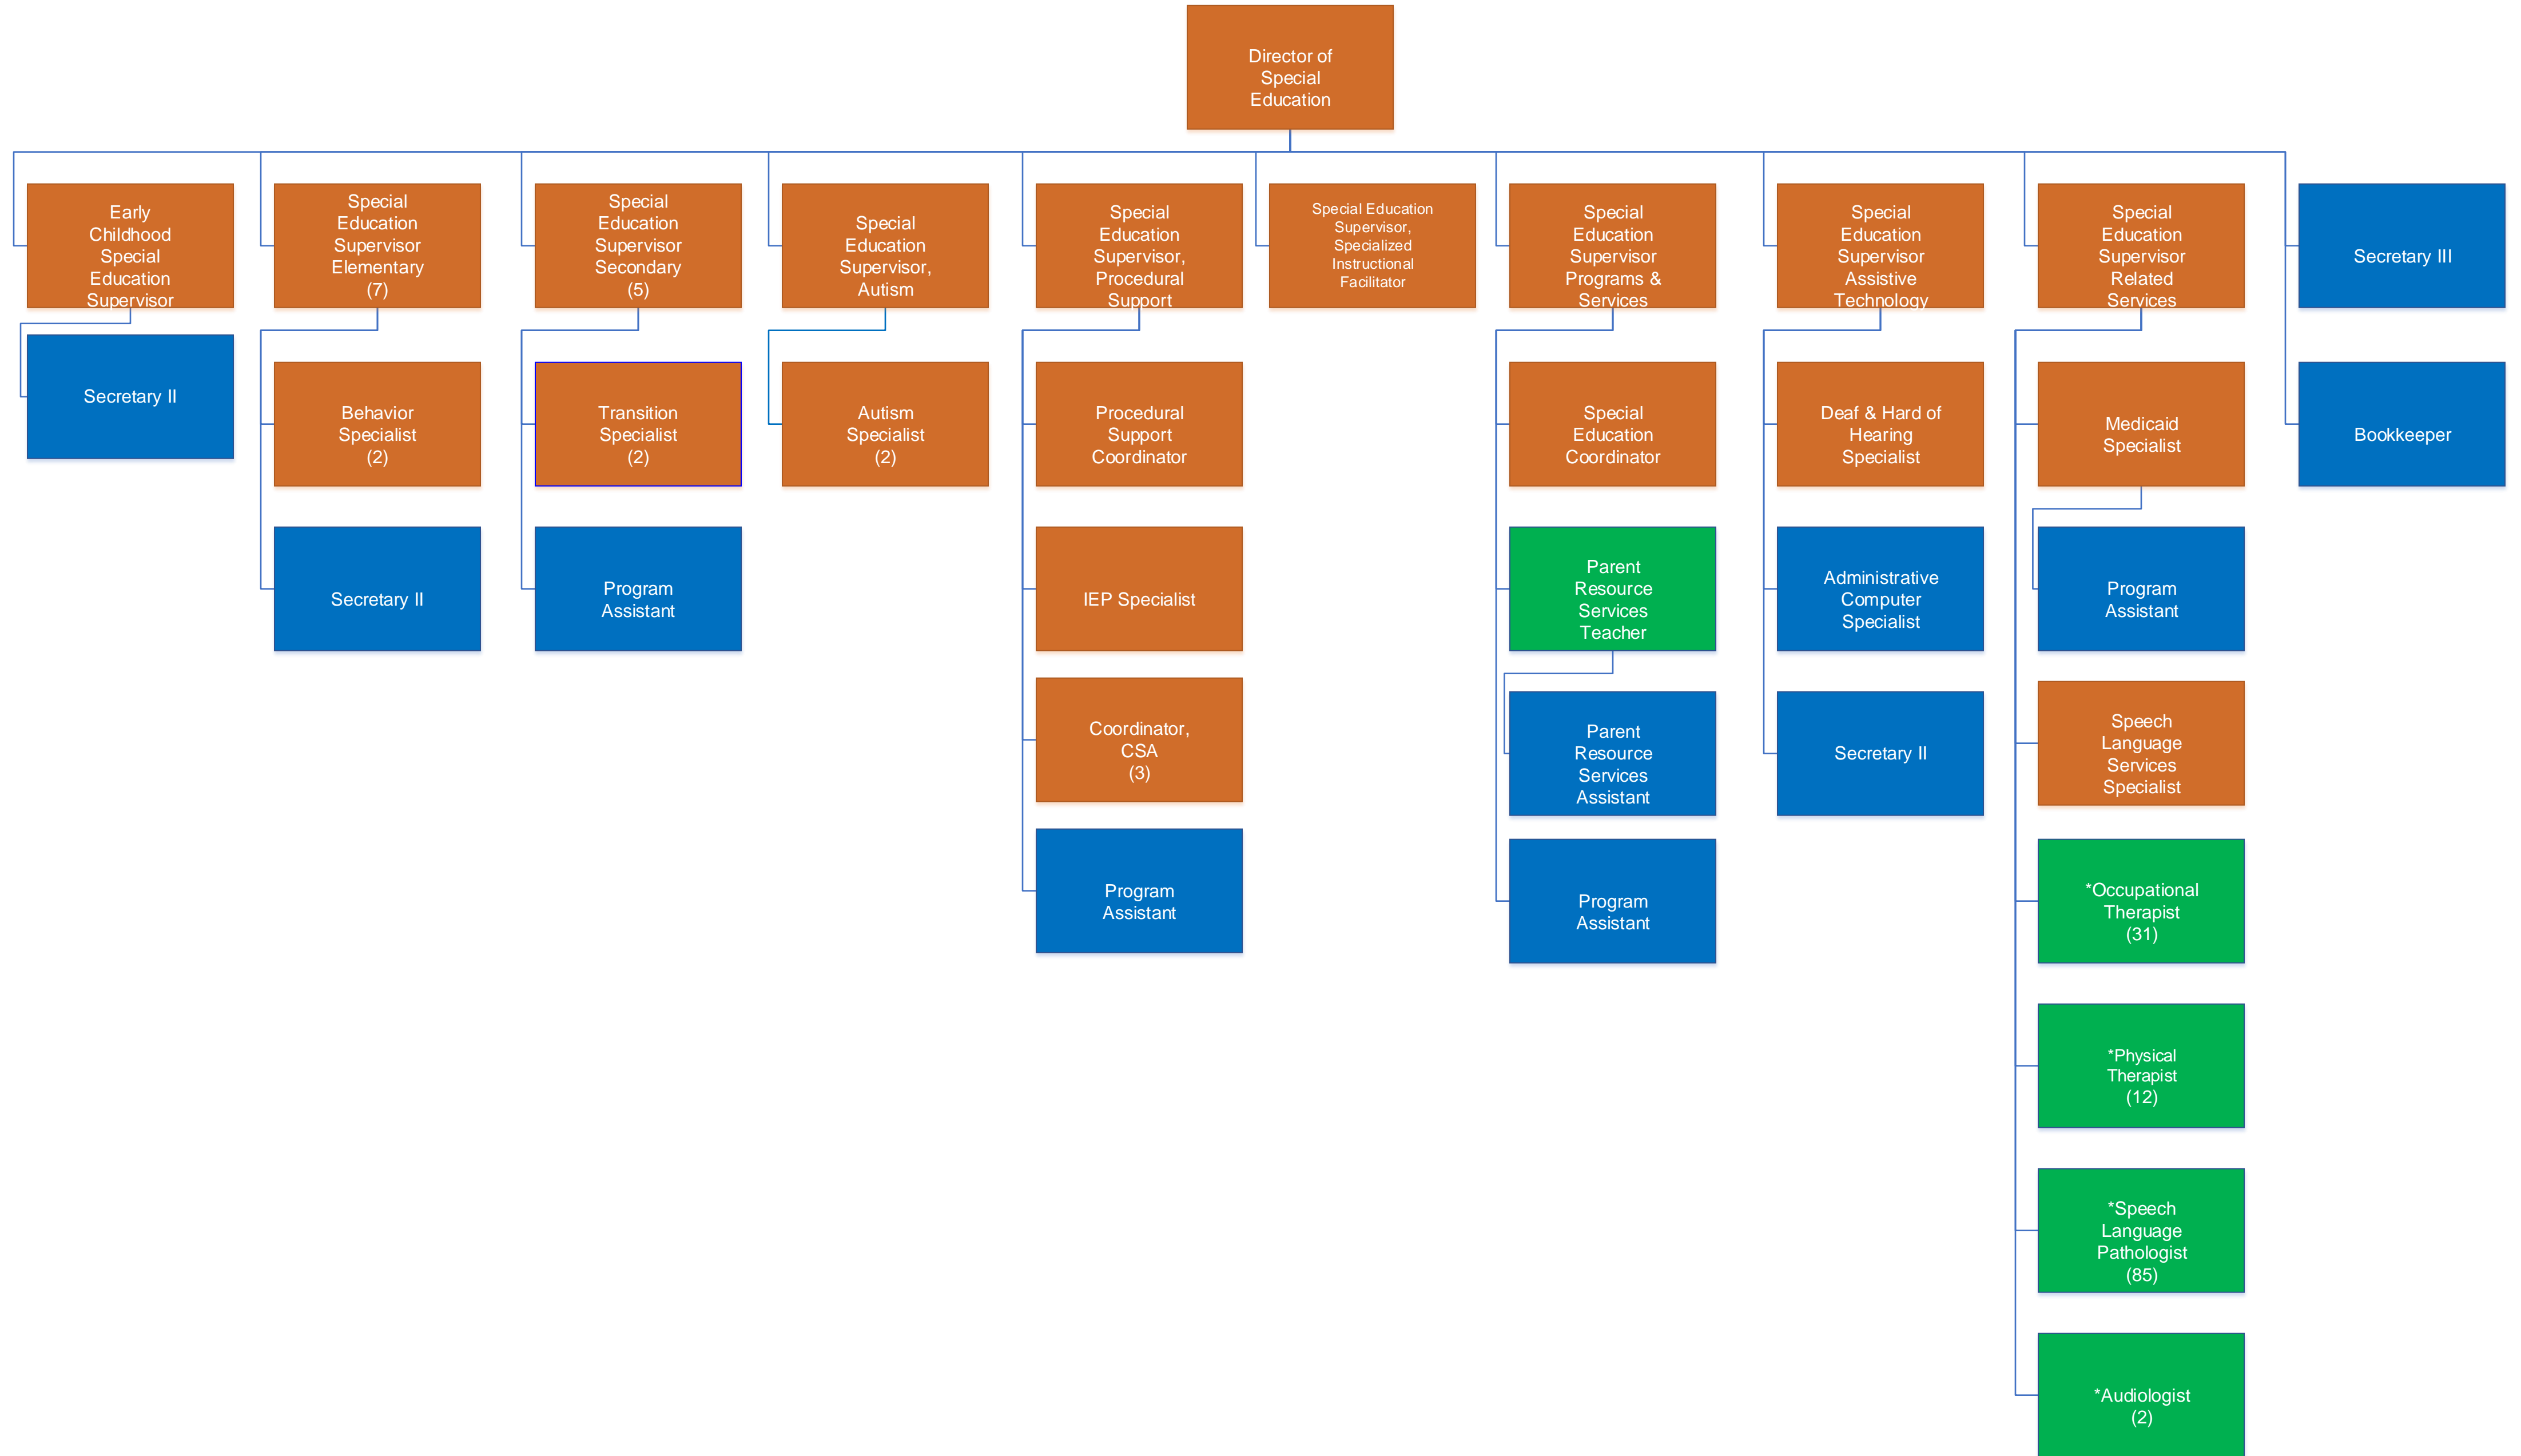 Director of
Special
Education
Early
Childhood
Special
Education
Supervisor
Special
Education
Supervisor
Elementary
(7)
Special
Education
Supervisor
Secondary
(5)
Special
Education
Supervisor,
Autism
Special
Education
Supervisor,
Procedural
Support
Special Education
Supervisor,
Specialized
Instructional
Facilitator
Special
Education
Supervisor
Programs &
Services
Special
Education
Supervisor
Assistive
Technology
Special
Education
Supervisor
Related
Services
Secretary III
Secretary II
Behavior
Specialist
(2)
Transition
Specialist
(2)
Autism
Specialist
(2)
Procedural
Support
Coordinator
Special
Education
Coordinator
Deaf & Hard of
Hearing
Specialist
Medicaid
Specialist
Bookkeeper
Secretary II
Program
Assistant
IEP Specialist
Parent
Resource
Services
Teacher
Administrative
Computer
Specialist
Program
Assistant
Coordinator,
CSA
(3)
Parent
Resource
Services
Assistant
Secretary II
Speech
Language
Services
Specialist
Program
Assistant
Program
Assistant
*Occupational
Therapist
(31)
*Physical
Therapist
(12)
*Speech
Language
Pathologist
(85)
*Audiologist
(2)